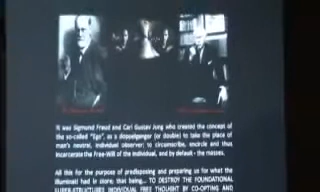 It was Sigmund Freud and Carl Gustav Jung who created the concept
of the so-called "Ego", as a doppelganger (or double) to take the place
of man's neutral, individual observer; to circumscribe, encircle and thus
incarcerate the Free-Will of the individual, and by default - the masses.
All this for the purpose of predisposing and preparing us for what the
Illuminati had in store; that being... TO DESTROY THE FOUNDATIONAL
SUPER-STRUCTURES INDIVIDUAL FREE THOUGHT BY CO-OPTING AND